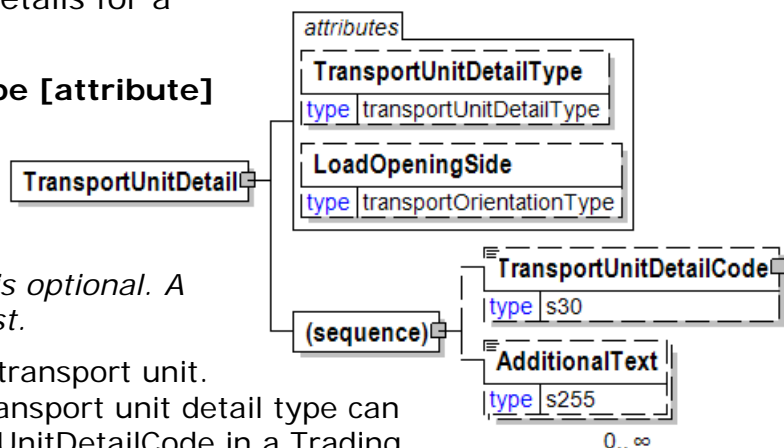 etails for a
attributes
TransportUnitDetailType
type transportUnitDetailType
pe [attribute]
LoadOpeningSide
type transportOrientationType
TransportUnitDetail
s optional. A
st.
TransportUnitDetailCode
type s30
(sequence)
transport unit.
AdditionalText
type s255
ansport unit detail type can
0..∞
UnitDetailCode in a Trading